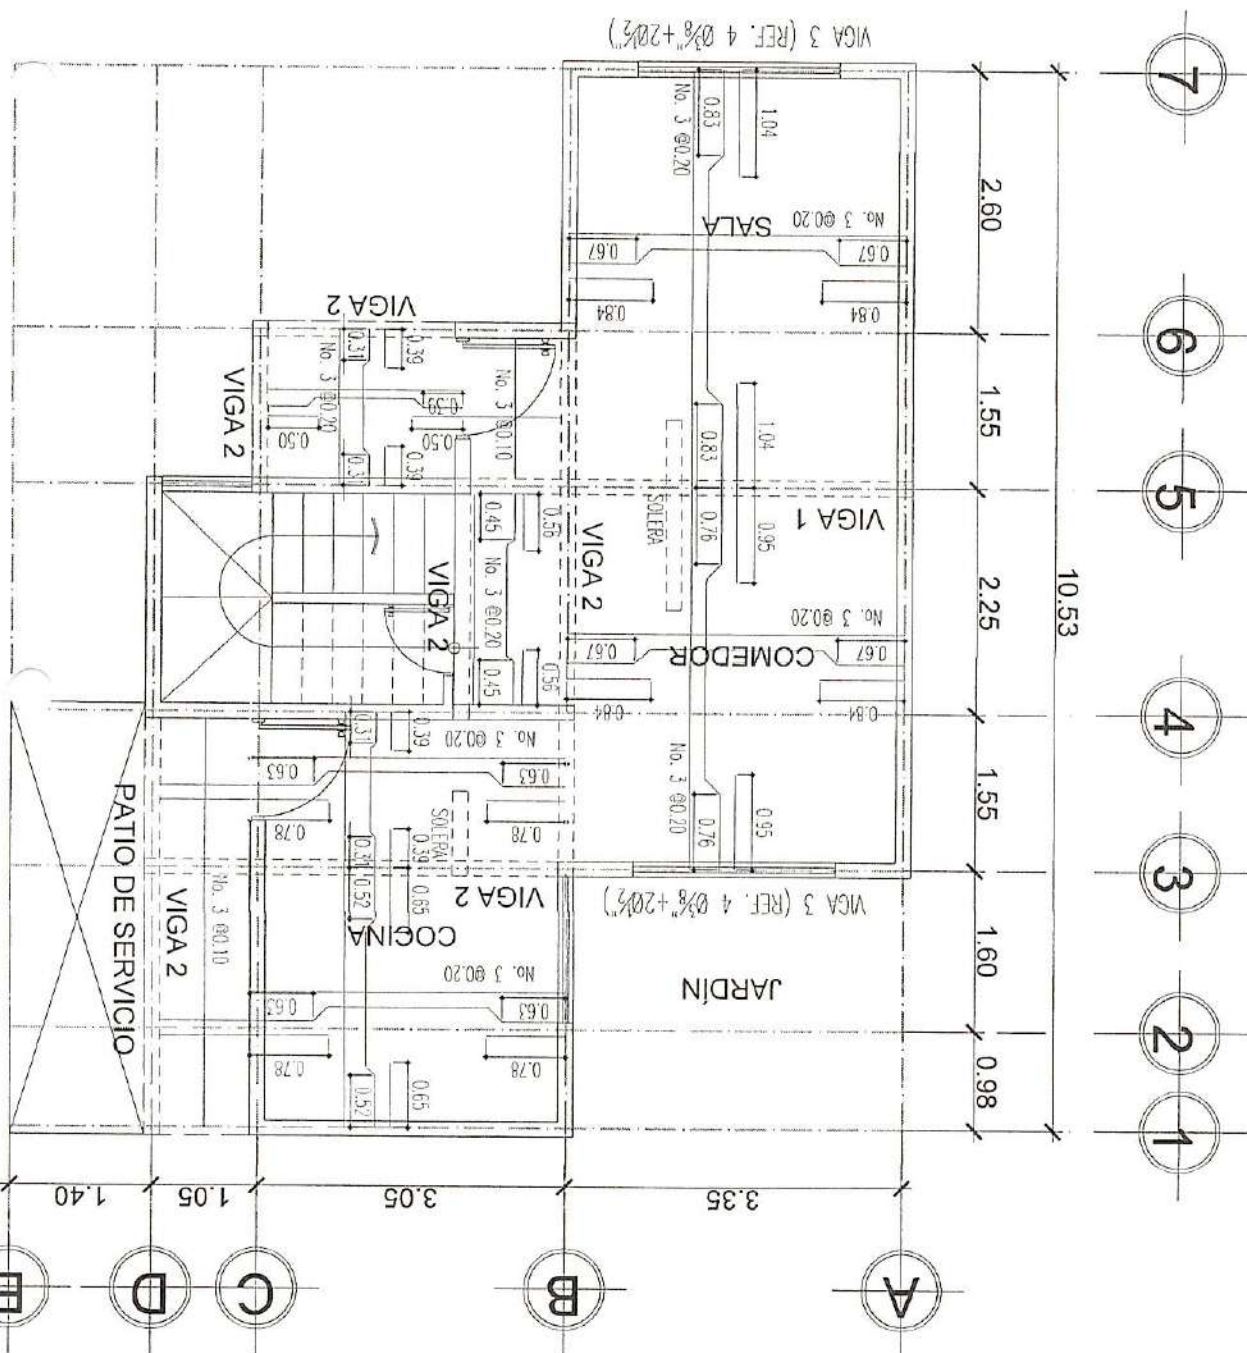 VIGA 3 (REF. 4 Ø3/8"+2Ø1/2")
7
No. 3 @0.20
0.83
1.04
2.60
No. 3 @0.20
SALA
0.67
0.67
0.84
0.84
VIGA 2
6
0.31
0.39
No. 3 @0.20
No. 3 @0.10
0.39
0.50
0.50
VIGA 2
0.31
0.39
1.04
0.83
1.55
5
SOLERA
VIGA 1
0.76
0.95
0.45
0.56
VIGA 2
VIGA 2
No. 3 @0.20
10.53
2.25
No. 3 @0.20
COMEDOR
0.67
0.67
0.45
0.56
0.84
0.84
4
0.31
0.39
No. 3 @0.20
0.63
0.63
No. 3 @0.20
0.76
0.95
1.55
PATIO DE SERVICIO
SOLERA
0.78
0.78
0.31
0.39
3
VIGA 2
No. 3 @0.10
0.52
0.65
VIGA 2
VIGA 3 (REF. 4 Ø3/8"+2Ø1/2")
COCINA
1.60
No. 3 @0.20
JARDÍN
0.63
0.63
2
0.78
0.78
0.98
0.52
0.65
1
1.40
1.05
3.05
3.35
E
D
C
B
A